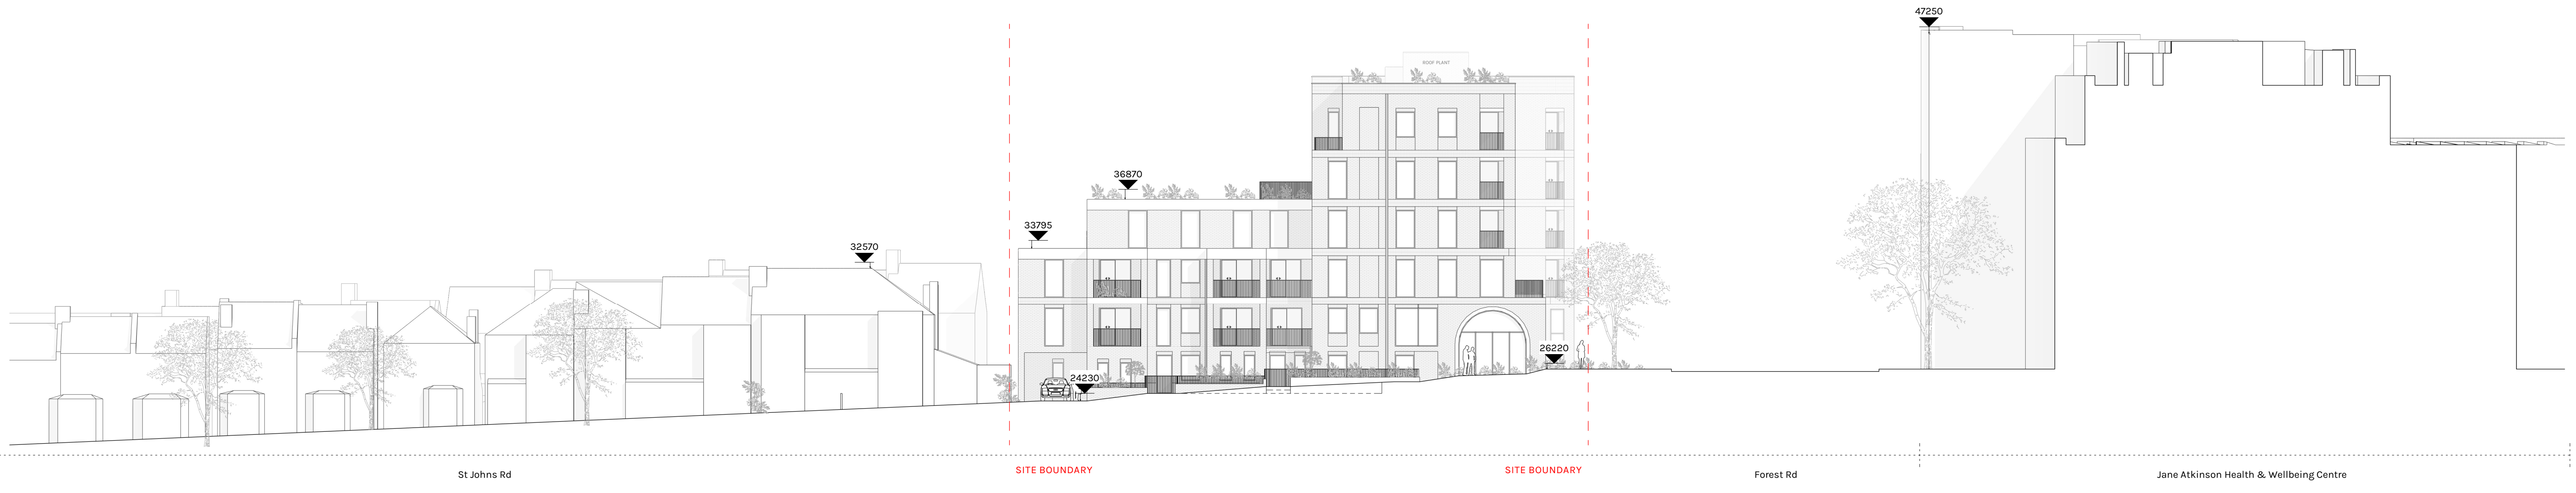 47250
ROOF PLANT
36870
33795
32570
26220
24230
St Johns Rd
SITE BOUNDARY
SITE BOUNDARY
Forest Rd
Jane Atkinson Health & Wellbeing Centre